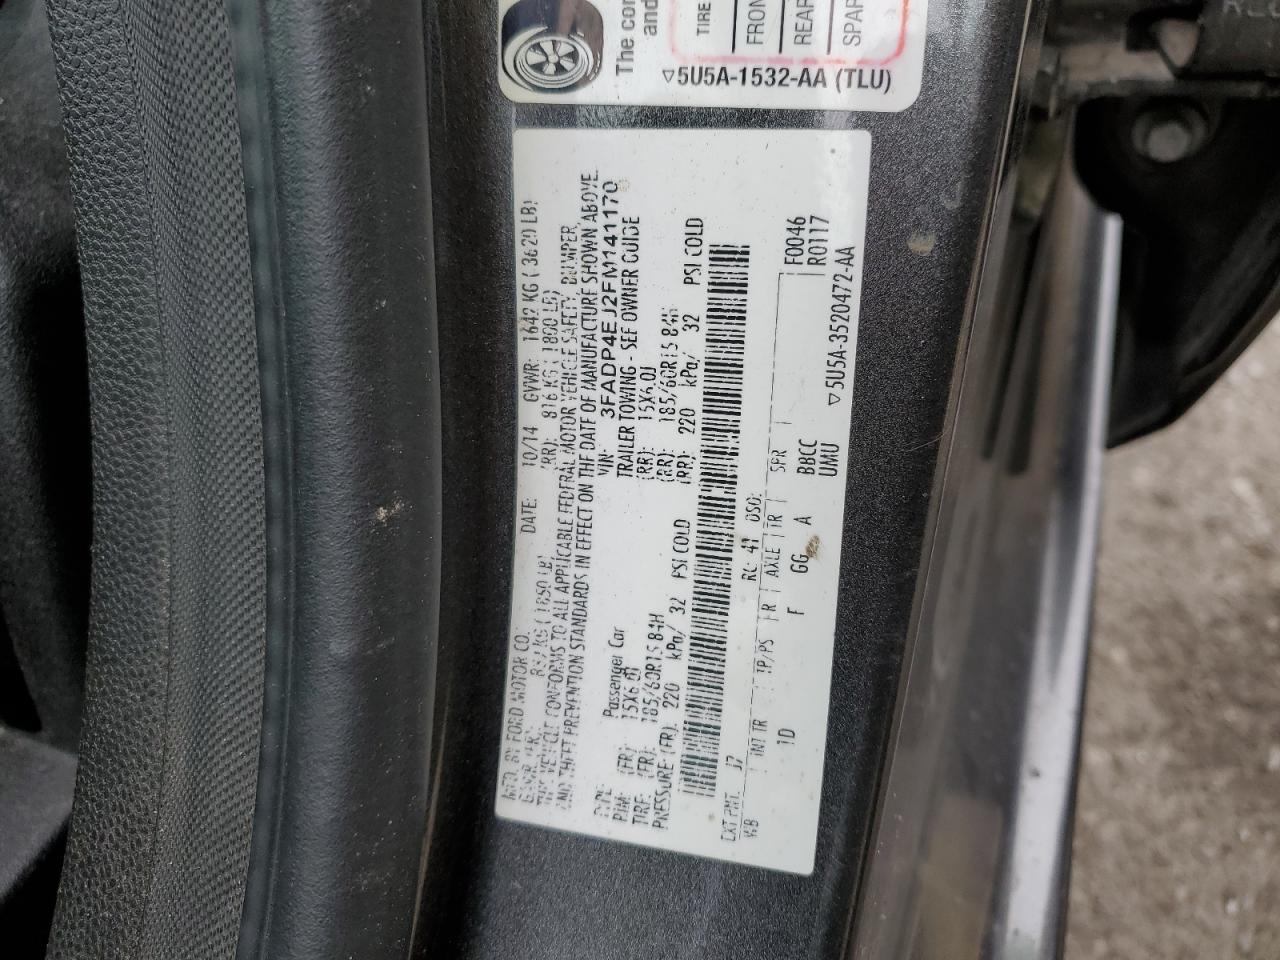 The
and
TIRE
FRON
REAR
SPAR
▽5U5A-1532-AA (TLU)
MFD. BY FORD MOTOR CO.
DATE: 10/14 GVWR: 1642 KG ( 3620 LB)
KG ( 1850 LB) (RR): 816 KG ( 1800 LB)
THIS VEHICLE CONFORMS TO ALL APPLICABLE FEDERAL MOTOR VEHICLE SAFETY, BUMPER,
AND THEFT PREVENTION STANDARDS IN EFFECT ON THE DATE OF MANUFACTURE SHOWN ABOVE.
VIN: 3FADP4EJ2FM141170
TYPE: Passenger Car TRAILER TOWING - SEE OWNER GUIDE
RIM: (FR): 15X6.0J (RR): 15X6.0J
TIRE: (FR): 185/60R15 84H (RR): 185/60R15 84H
PRESSURE: (FR): 220 kPa/ 32 PSI COLD (RR): 220 kPa/ 32 PSI COLD
EXT PNT: J7 RC: 41 DSO: F0046
WB INT TR TP/PS R AXLE TR SPR R0117
1D F GG A BBCC
UMU
▽5U5A-3520472-AA